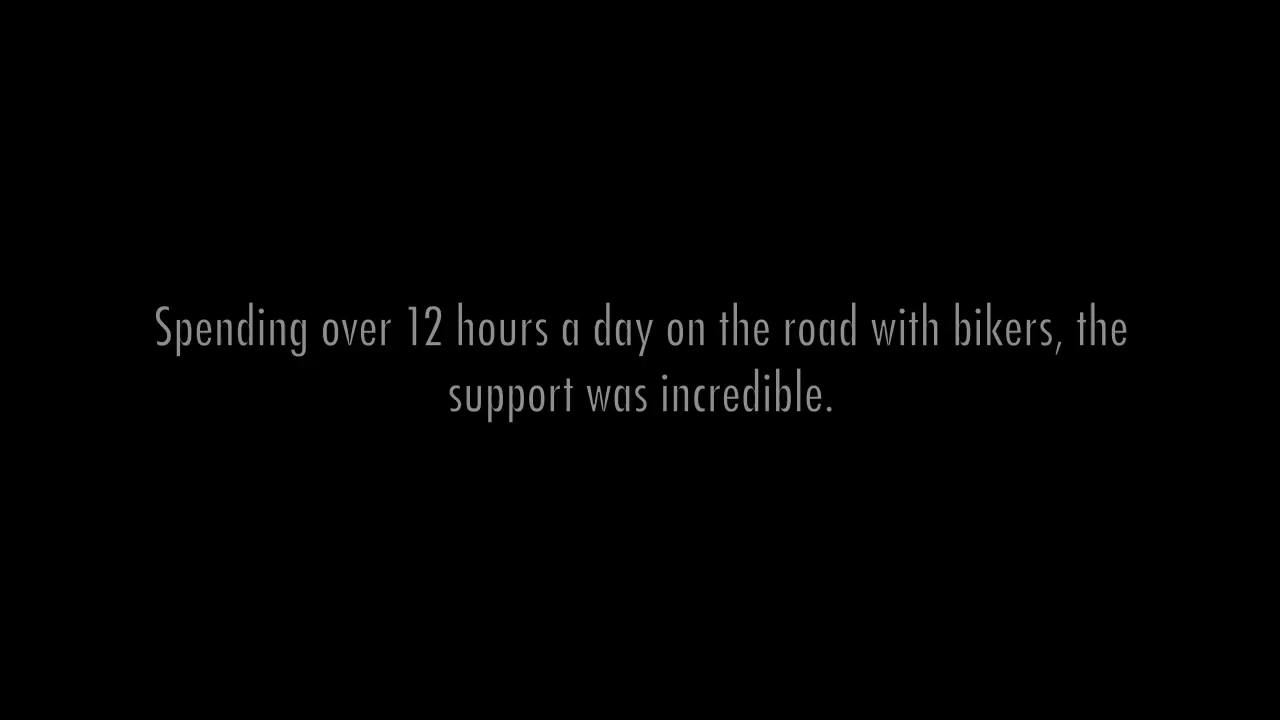 Spending over 12 hours a day on the road with bikers, the
support was incredible.